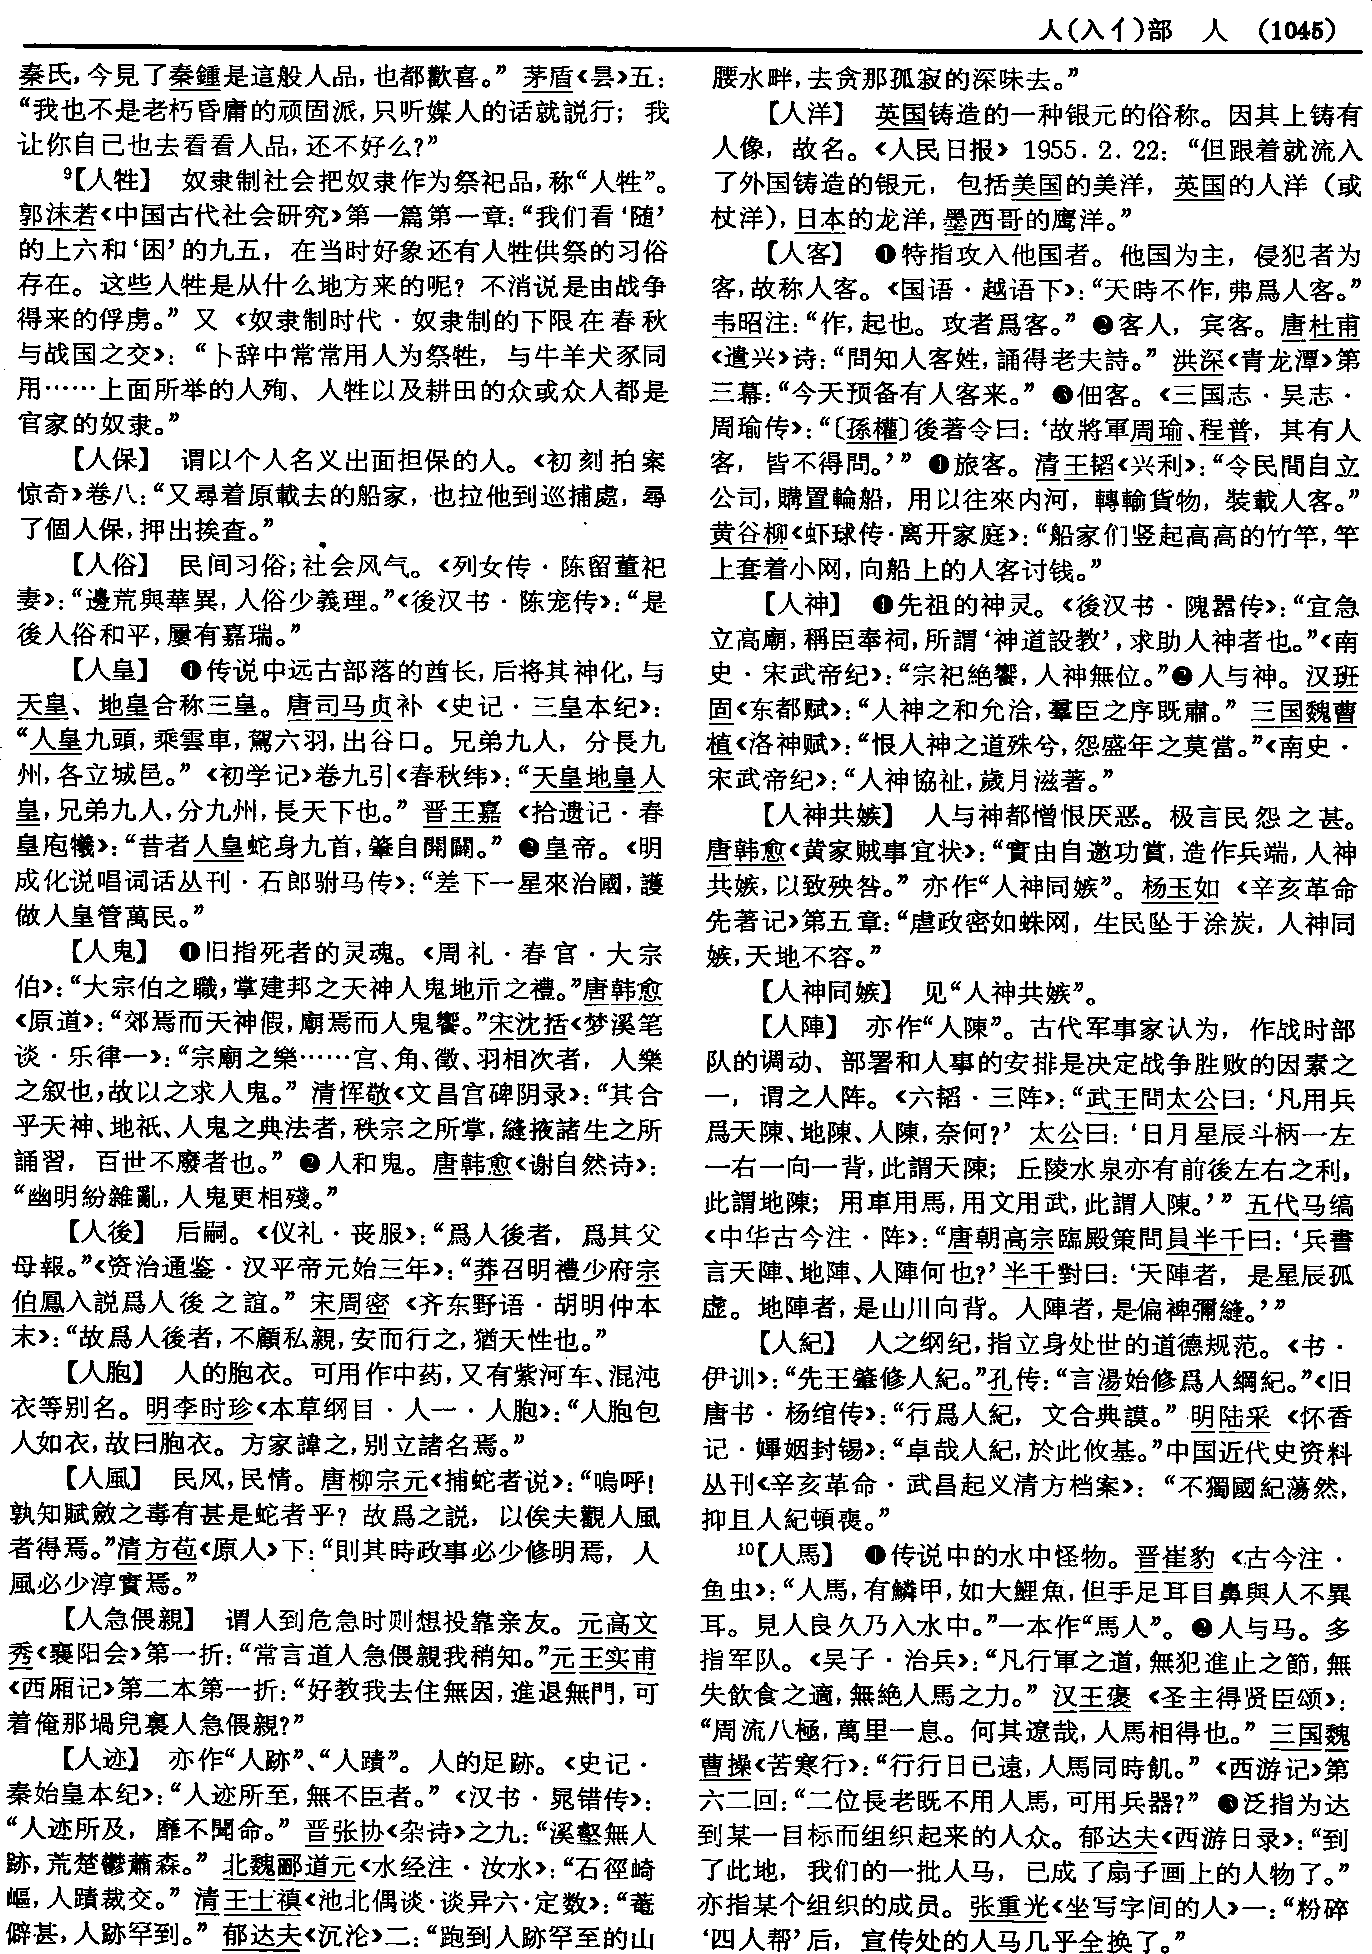 人(入亻)部　人　(1045)
秦氏，今見了秦鍾是這般人品，也都歡喜。”茅盾《昙》五：
“我也不是老朽昏庸的顽固派，只听媒人的话就説行；我
让你自己也去看看人品，还不好么？”
⁹【人牲】　奴隶制社会把奴隶作为祭祀品，称“人牲”。
郭沫若《中国古代社会研究》第一篇第一章：“我们看‘随’
的上六和‘困’的九五，在当时好象还有人牲供祭的习俗
存在。这些人牲是从什么地方来的呢？不消说是由战争
得来的俘虏。”又《奴隶制时代·奴隶制的下限在春秋
与战国之交》：“卜辞中常常用人为祭牲，与牛羊犬豕同
用……上面所举的人殉、人牲以及耕田的众或众人都是
官家的奴隶。”
【人保】　谓以个人名义出面担保的人。《初刻拍案
惊奇》卷八：“又尋着原載去的船家，也拉他到巡捕處，尋
了個人保，押出挨查。”
【人俗】　民间习俗；社会风气。《列女传·陈留董祀
妻》：“邊荒與華異，人俗少義理。”《後汉书·陈宠传》：“是
後人俗和平，屢有嘉瑞。”
【人皇】　❶传说中远古部落的酋长，后将其神化，与
天皇、地皇合称三皇。唐司马贞补《史记·三皇本纪》：
“人皇九頭，乘雲車，駕六羽，出谷口。兄弟九人，分長九
州，各立城邑。”《初学记》卷九引《春秋纬》：“天皇地皇人
皇，兄弟九人，分九州，長天下也。”晋王嘉《拾遗记·春
皇庖犧》：“昔者人皇蛇身九首，肇自開闢。”❷皇帝。《明
成化说唱词话丛刊·石郎驸马传》：“差下一星來治國，護
做人皇管萬民。”
【人鬼】　❶旧指死者的灵魂。《周礼·春官·大宗
伯》：“大宗伯之職，掌建邦之天神人鬼地示之禮。”唐韩愈
《原道》：“郊焉而天神假，廟焉而人鬼饗。”宋沈括《梦溪笔
谈·乐律一》：“宗廟之樂……宫、角、徵、羽相次者，人樂
之叙也，故以之求人鬼。”清恽敬《文昌宫碑阴录》：“其合
乎天神、地祇、人鬼之典法者，秩宗之所掌，縫掖諸生之所
誦習，百世不廢者也。”❷人和鬼。唐韩愈《谢自然诗》：
“幽明紛雜亂，人鬼更相殘。”
【人後】　后嗣。《仪礼·丧服》：“爲人後者，爲其父
母報。”《资治通鉴·汉平帝元始三年》：“莽召明禮少府宗
伯鳳入説爲人後之誼。”宋周密《齐东野语·胡明仲本
末》：“故爲人後者，不顧私親，安而行之，猶天性也。”
【人胞】　人的胞衣。可用作中药，又有紫河车、混沌
衣等别名。明李时珍《本草纲目·人一·人胞》：“人胞包
人如衣，故曰胞衣。方家諱之，别立諸名焉。”
【人風】　民风，民情。唐柳宗元《捕蛇者说》：“嗚呼！
孰知賦斂之毒有甚是蛇者乎？故爲之説，以俟夫觀人風
者得焉。”清方苞《原人》下：“則其時政事必少修明焉，人
風必少淳實焉。”
【人急偎親】　谓人到危急时则想投靠亲友。元高文
秀《襄阳会》第一折：“常言道人急偎親我稍知。”元王实甫
《西厢记》第二本第一折：“好教我去住無因，進退無門，可
着俺那堝兒裏人急偎親？”
【人迹】　亦作“人跡”、“人蹟”。人的足跡。《史记·
秦始皇本纪》：“人迹所至，無不臣者。”《汉书·晁错传》：
“人迹所及，靡不聞命。”晋张协《杂诗》之九：“溪壑無人
跡，荒楚鬱蕭森。”北魏郦道元《水经注·汝水》：“石徑崎
嶇，人蹟裁交。”清王士禛《池北偶谈·谈异六·定数》：“菴
僻甚，人跡罕到。”郁达夫《沉沦》二：“跑到人跡罕至的山
腰水畔，去贪那孤寂的深味去。”
【人洋】　英国铸造的一种银元的俗称。因其上铸有
人像，故名。《人民日报》1955.2.22：“但跟着就流入
了外国铸造的银元，包括美国的美洋，英国的人洋（或
杖洋），日本的龙洋，墨西哥的鹰洋。”
【人客】　❶特指攻入他国者。他国为主，侵犯者为
客，故称人客。《国语·越语下》：“天時不作，弗爲人客。”
韦昭注：“作，起也。攻者爲客。”❷客人，宾客。唐杜甫
《遣兴》诗：“問知人客姓，誦得老夫詩。”洪深《青龙潭》第
三幕：“今天预备有人客来。”❸佃客。《三国志·吴志·
周瑜传》：“〔孫權〕後著令曰：‘故將軍周瑜、程普，其有人
客，皆不得問。’”❹旅客。清王韬《兴利》：“令民間自立
公司，購置輪船，用以往來内河，轉輸貨物，裝載人客。”
黄谷柳《虾球传·离开家庭》：“船家们竖起高高的竹竿，竿
上套着小网，向船上的人客讨钱。”
【人神】　❶先祖的神灵。《後汉书·隗嚣传》：“宜急
立高廟，稱臣奉祠，所謂‘神道設教’，求助人神者也。”《南
史·宋武帝纪》：“宗祀絶饗，人神無位。”❷人与神。汉班
固《东都赋》：“人神之和允洽，羣臣之序既肅。”三国魏曹
植《洛神赋》：“恨人神之道殊兮，怨盛年之莫當。”《南史·
宋武帝纪》：“人神協祉，歲月滋著。”
【人神共嫉】　人与神都憎恨厌恶。极言民怨之甚。
唐韩愈《黄家贼事宜状》：“實由自邀功賞，造作兵端，人神
共嫉，以致殃咎。”亦作“人神同嫉”。杨玉如《辛亥革命
先著记》第五章：“虐政密如蛛网，生民坠于涂炭，人神同
嫉，天地不容。”
【人神同嫉】　见“人神共嫉”。
【人陣】　亦作“人陳”。古代军事家认为，作战时部
队的调动、部署和人事的安排是决定战争胜败的因素之
一，谓之人阵。《六韬·三阵》：“武王問太公曰：‘凡用兵
爲天陳、地陳、人陳，奈何？’太公曰：‘日月星辰斗柄一左
一右一向一背，此謂天陳；丘陵水泉亦有前後左右之利，
此謂地陳；用車用馬，用文用武，此謂人陳。’”五代马缟
《中华古今注·阵》：“唐朝高宗臨殿策問員半千曰：‘兵書
言天陣、地陣、人陣何也？’半千對曰：‘天陣者，是星辰孤
虚。地陣者，是山川向背。人陣者，是偏裨彌縫。’”
【人紀】　人之纲纪，指立身处世的道德规范。《书·
伊训》：“先王肇修人紀。”孔传：“言湯始修爲人綱紀。”《旧
唐书·杨绾传》：“行爲人紀，文合典謨。”明陆采《怀香
记·嬋姻封锡》：“卓哉人紀，於此攸基。”中国近代史资料
丛刊《辛亥革命·武昌起义清方档案》：“不獨國紀蕩然，
抑且人紀頓喪。”
¹⁰【人馬】　❶传说中的水中怪物。晋崔豹《古今注·
鱼虫》：“人馬，有鱗甲，如大鯉魚，但手足耳目鼻與人不異
耳。見人良久乃入水中。”一本作“馬人”。❷人与马。多
指军队。《吴子·治兵》：“凡行軍之道，無犯進止之節，無
失飲食之適，無絶人馬之力。”汉王褒《圣主得贤臣颂》：
“周流八極，萬里一息。何其遼哉，人馬相得也。”三国魏
曹操《苦寒行》：“行行日已遠，人馬同時飢。”《西游记》第
六二回：“二位長老既不用人馬，可用兵器？”❸泛指为达
到某一目标而组织起来的人众。郁达夫《西游日录》：“到
了此地，我们的一批人马，已成了扇子画上的人物了。”
亦指某个组织的成员。张重光《坐写字间的人》一：“粉碎
‘四人帮’后，宣传处的人马几乎全换了。”